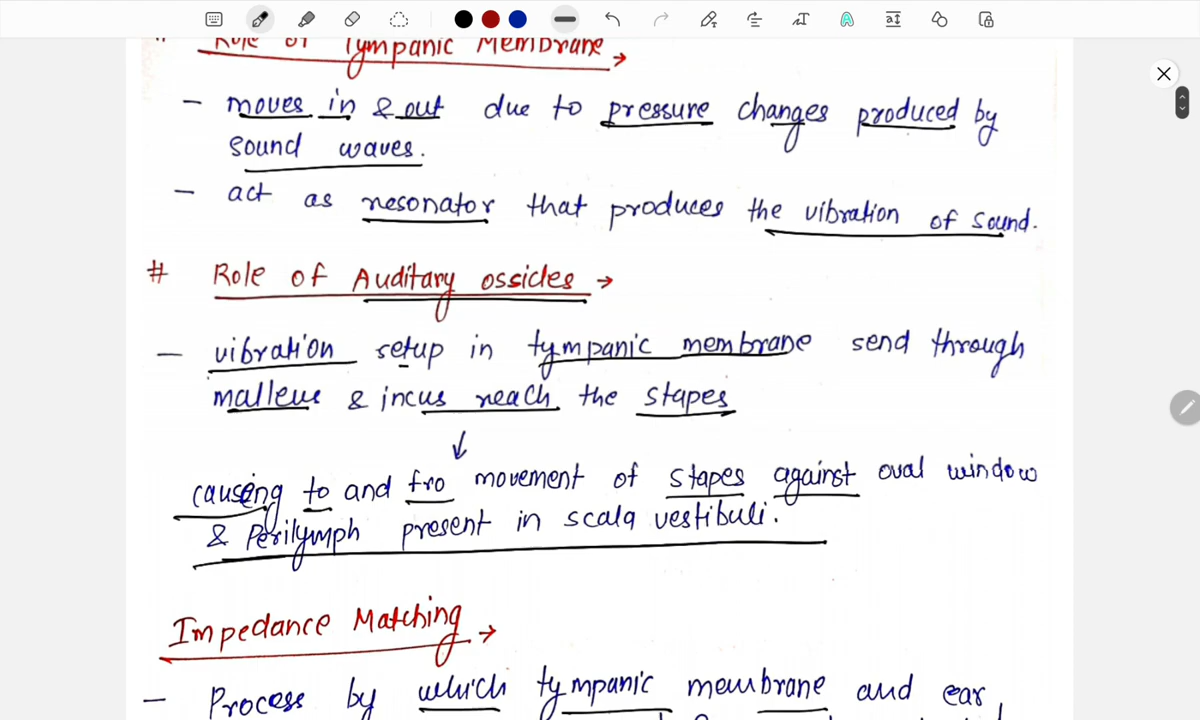 # Role of Tympanic Membrane →
- moves in & out due to pressure changes produced by
sound waves.
- act as resonator that produces the vibration of sound.
# Role of Auditary ossicles →
- vibration setup in tympanic membrane send through
malleus & incus reach the stapes
↓
causing to and fro movement of stapes against oval window
& Perilymph present in scala vestibuli.
Impedance Matching →
- Process by which tympanic membrane and ear